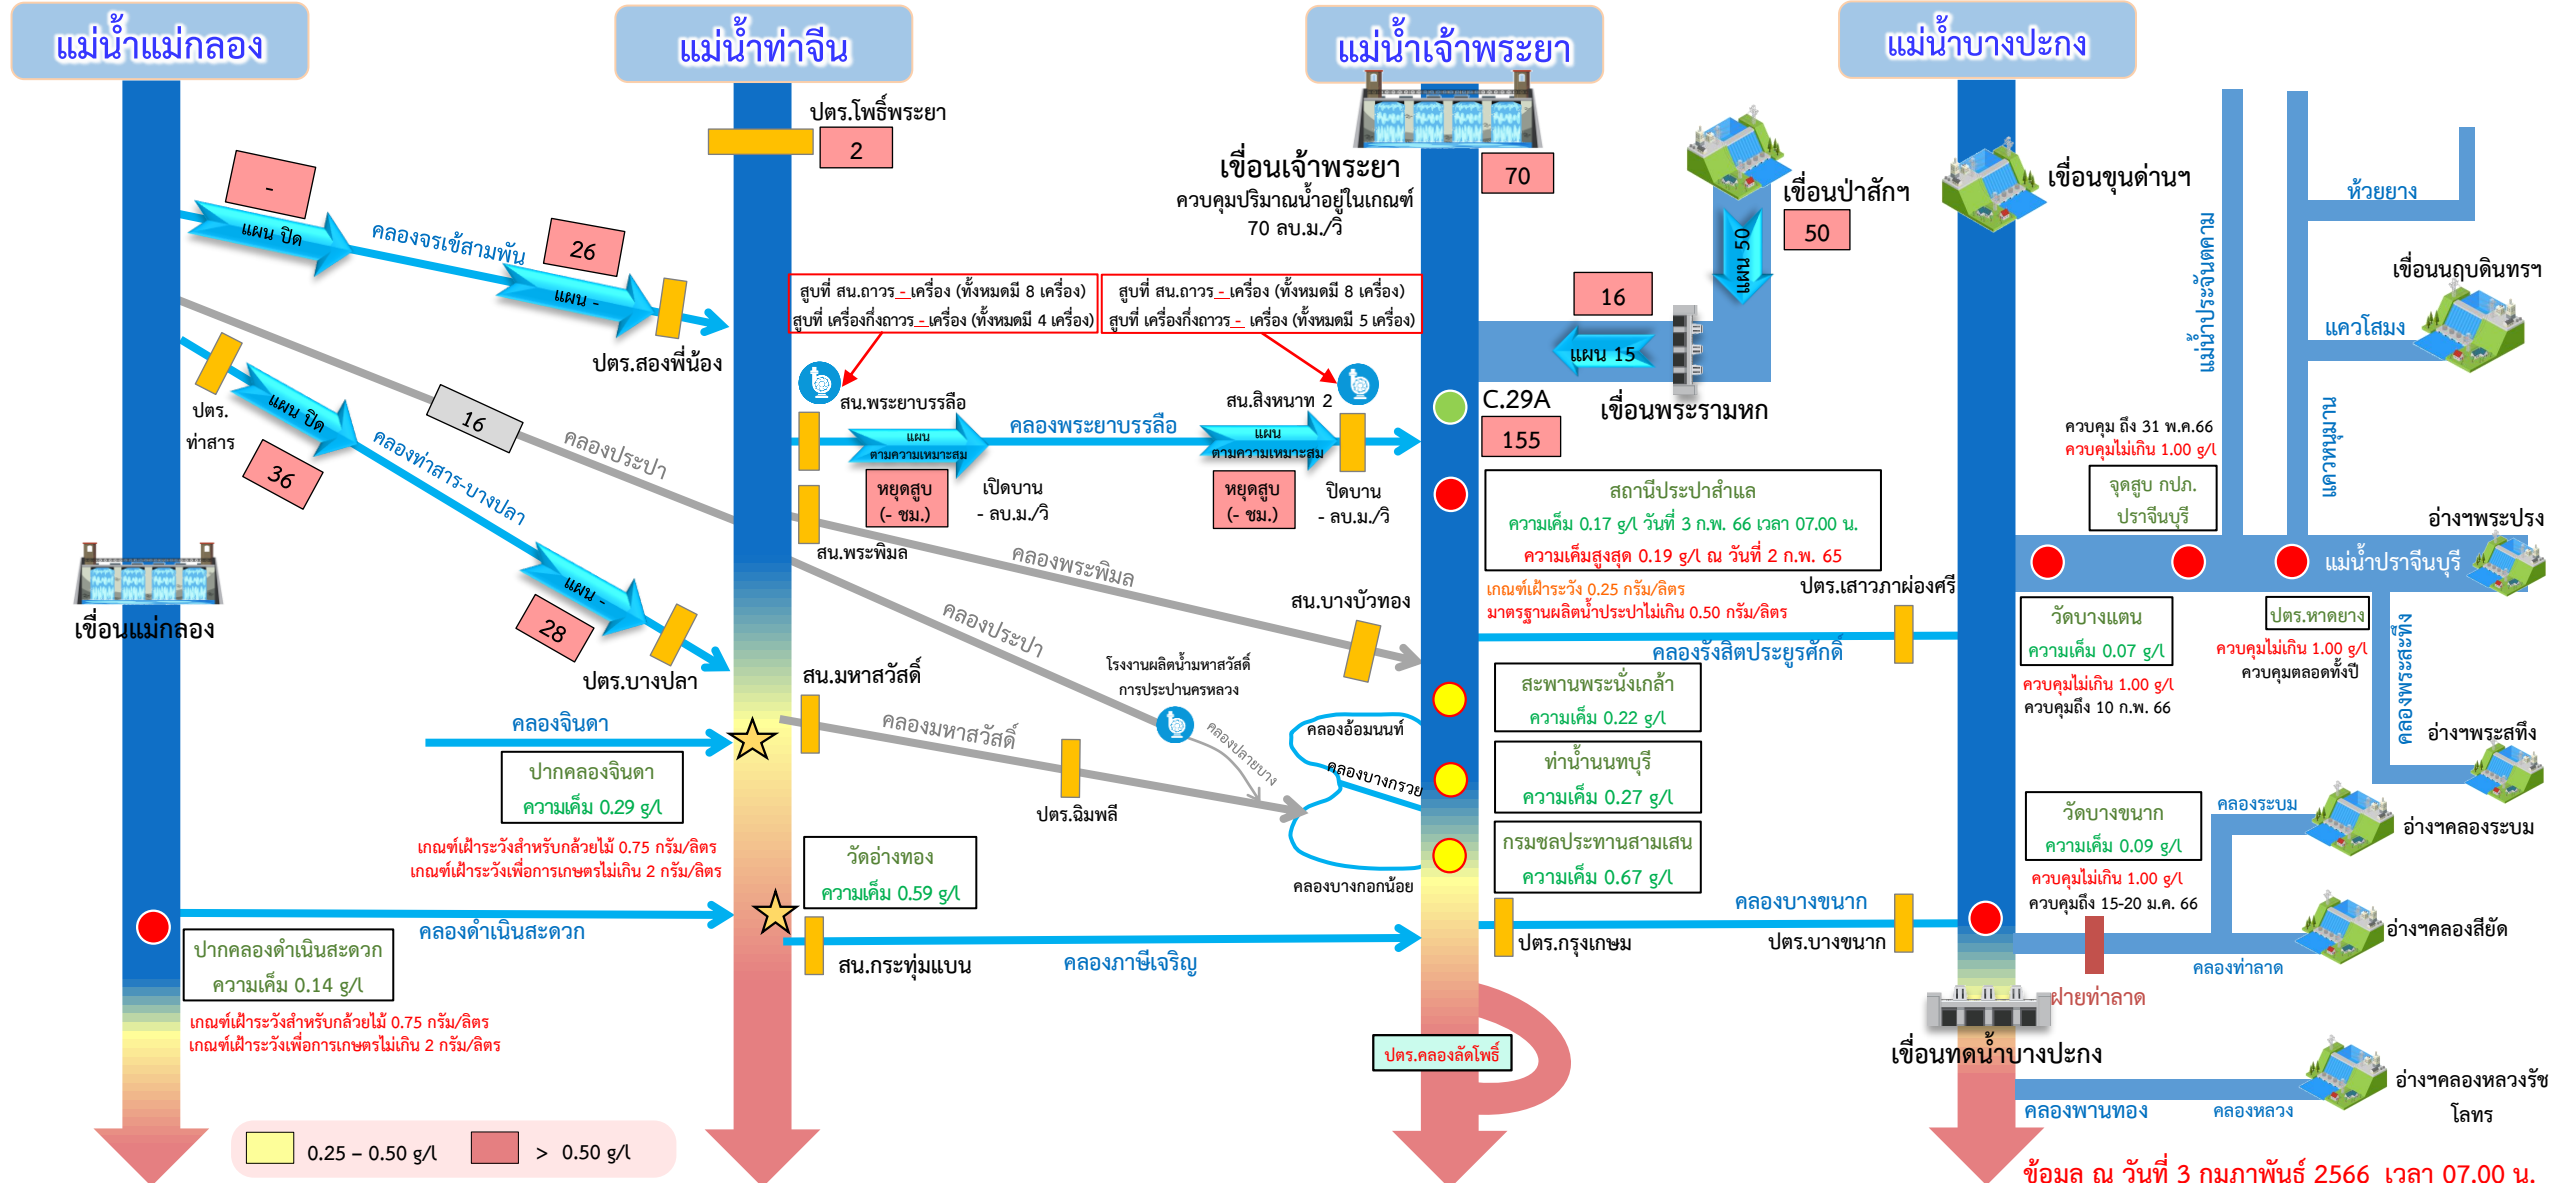 แม่น้ำแม่กลอง
แม่น้ำท่าจีน
แม่น้ำเจ้าพระยา
แม่น้ำบางปะกง
ปตร.โพธิ์พระยา
2
-
แผน ปิด
คลองจรเข้สามพัน
26
แผน -
ปตร.สองพี่น้อง
เขื่อนเจ้าพระยา
ควบคุมปริมาณน้ำอยู่ในเกณฑ์
70 ลบ.ม./วิ
70
เขื่อนป่าสักฯ
50
แผน 50
16
แผน 15
เขื่อนพระรามหก
เขื่อนขุนด่านฯ
แม่น้ำประจันตคาม
ห้วยยาง
เขื่อนนฤบดินทรฯ
แควโสมง
แควหนุมาน
สูบที่ สน.ถาวร - เครื่อง (ทั้งหมดมี 8 เครื่อง)
สูบที่ เครื่องกึ่งถาวร - เครื่อง (ทั้งหมดมี 4 เครื่อง)
สูบที่ สน.ถาวร - เครื่อง (ทั้งหมดมี 8 เครื่อง)
สูบที่ เครื่องกึ่งถาวร - เครื่อง (ทั้งหมดมี 5 เครื่อง)
ปตร.
ท่าสาร
แผน ปิด
36
คลองท่าสาร-บางปลา
16
คลองประปา
แผน -
28
ปตร.บางปลา
สน.พระยาบรรลือ
แผน
ตามความเหมาะสม
คลองพระยาบรรลือ
สน.สิงหนาท 2
แผน
ตามความเหมาะสม
หยุดสูบ
(- ชม.)
เปิดบาน
- ลบ.ม./วิ
หยุดสูบ
(- ชม.)
ปิดบาน
- ลบ.ม./วิ
C.29A
155
สน.พระพิมล
คลองพระพิมล
คลองประปา
สน.บางบัวทอง
สถานีประปาสำแล
ความเค็ม 0.17 g/l วันที่ 3 ก.พ. 66 เวลา 07.00 น.
ความเค็มสูงสุด 0.19 g/l ณ วันที่ 2 ก.พ. 65
เกณฑ์เฝ้าระวัง 0.25 กรัม/ลิตร
มาตรฐานผลิตน้ำประปาไม่เกิน 0.50 กรัม/ลิตร
ปตร.เสาวภาผ่องศรี
คลองรังสิตประยูรศักดิ์
ควบคุม ถึง 31 พ.ค.66
ควบคุมไม่เกิน 1.00 g/l
จุดสูบ กปภ.
ปราจีนบุรี
อ่างฯพระปรง
แม่น้ำปราจีนบุรี
วัดบางแตน
ความเค็ม 0.07 g/l
ควบคุมไม่เกิน 1.00 g/l
ควบคุมถึง 10 ก.พ. 66
ปตร.หาดยาง
ควบคุมไม่เกิน 1.00 g/l
ควบคุมตลอดทั้งปี
คลองพระสะทึง
อ่างฯพระสทึง
เขื่อนแม่กลอง
คลองจินดา
ปากคลองจินดา
ความเค็ม 0.29 g/l
เกณฑ์เฝ้าระวังสำหรับกล้วยไม้ 0.75 กรัม/ลิตร
เกณฑ์เฝ้าระวังเพื่อการเกษตรไม่เกิน 2 กรัม/ลิตร
สน.มหาสวัสดิ์
คลองมหาสวัสดิ์
โรงงานผลิตน้ำมหาสวัสดิ์
การประปานครหลวง
คลองปลายบาง
ปตร.ฉิมพลี
คลองอ้อมนนท์
คลองบางกรวย
คลองบางกอกน้อย
สะพานพระนั่งเกล้า
ความเค็ม 0.22 g/l
ท่าน้ำนนทบุรี
ความเค็ม 0.27 g/l
กรมชลประทานสามเสน
ความเค็ม 0.67 g/l
วัดบางขนาก
ความเค็ม 0.09 g/l
ควบคุมไม่เกิน 1.00 g/l
ควบคุมถึง 15-20 ม.ค. 66
คลองระบม
อ่างฯคลองระบม
อ่างฯคลองสียัด
คลองท่าลาด
ฝายท่าลาด
วัดอ่างทอง
ความเค็ม 0.59 g/l
สน.กระทุ่มแบน
คลองภาษีเจริญ
คลองดำเนินสะดวก
ปากคลองดำเนินสะดวก
ความเค็ม 0.14 g/l
เกณฑ์เฝ้าระวังสำหรับกล้วยไม้ 0.75 กรัม/ลิตร
เกณฑ์เฝ้าระวังเพื่อการเกษตรไม่เกิน 2 กรัม/ลิตร
ปตร.กรุงเกษม
คลองบางขนาก
ปตร.บางขนาก
ปตร.คลองลัดโพธิ์
เขื่อนทดน้ำบางปะกง
คลองพานทอง
คลองหลวง
อ่างฯคลองหลวงรัช
โลทร
0.25 – 0.50 g/l
> 0.50 g/l
ข้อมูล ณ วันที่ 3 กุมภาพันธ์ 2566 เวลา 07.00 น.